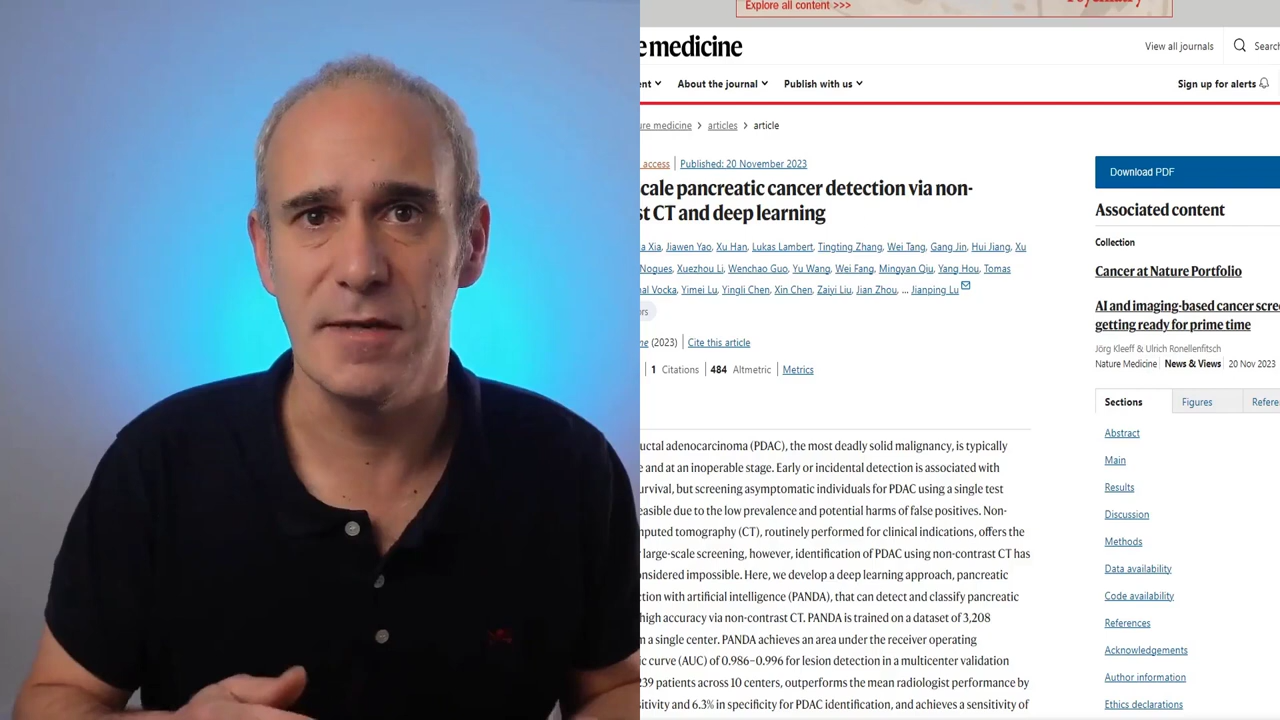 Explore all content >>>
Psychiatry
e medicine
View all journals
Search
ent
About the journal
Publish with us
Sign up for alerts
ure medicine > articles > article
access | Published: 20 November 2023
cale pancreatic cancer detection via non-
st CT and deep learning
a Xia, Jiawen Yao, Xu Han, Lukas Lambert, Tingting Zhang, Wei Tang, Gang Jin, Hui Jiang, Xu
Nogues, Xuezhou Li, Wenchao Guo, Yu Wang, Wei Fang, Mingyan Qiu, Yang Hou, Tomas
al Vocka, Yimei Lu, Yingli Chen, Xin Chen, Zaiyi Liu, Jian Zhou, ... Jianping Lu
rs
ne (2023) | Cite this article
1 Citations | 484 Altmetric | Metrics
uctal adenocarcinoma (PDAC), the most deadly solid malignancy, is typically
e and at an inoperable stage. Early or incidental detection is associated with
urvival, but screening asymptomatic individuals for PDAC using a single test
easible due to the low prevalence and potential harms of false positives. Non-
nputed tomography (CT), routinely performed for clinical indications, offers the
r large-scale screening, however, identification of PDAC using non-contrast CT has
onsidered impossible. Here, we develop a deep learning approach, pancreatic
ction with artificial intelligence (PANDA), that can detect and classify pancreatic
high accuracy via non-contrast CT. PANDA is trained on a dataset of 3,208
n a single center. PANDA achieves an area under the receiver operating
ic curve (AUC) of 0.986–0.996 for lesion detection in a multicenter validation
239 patients across 10 centers, outperforms the mean radiologist performance by
sitivity and 6.3% in specificity for PDAC identification, and achieves a sensitivity of
Download PDF
Associated content
Collection
Cancer at Nature Portfolio
AI and imaging-based cancer scre
getting ready for prime time
Jörg Kleeff & Ulrich Ronellenfitsch
Nature Medicine | News & Views | 20 Nov 2023
Sections
Figures
Refere
Abstract
Main
Results
Discussion
Methods
Data availability
Code availability
References
Acknowledgements
Author information
Ethics declarations